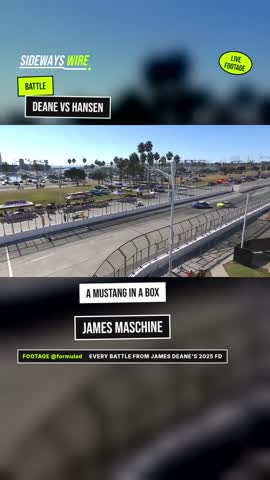 SIDEWAYS WIRE.
LIVE
FOOTAGE
BATTLE
DEANE VS HANSEN
A MUSTANG IN A BOX
JAMES MASCHINE
FOOTAGE @formulad EVERY BATTLE FROM JAMES DEANE'S 2025 FD